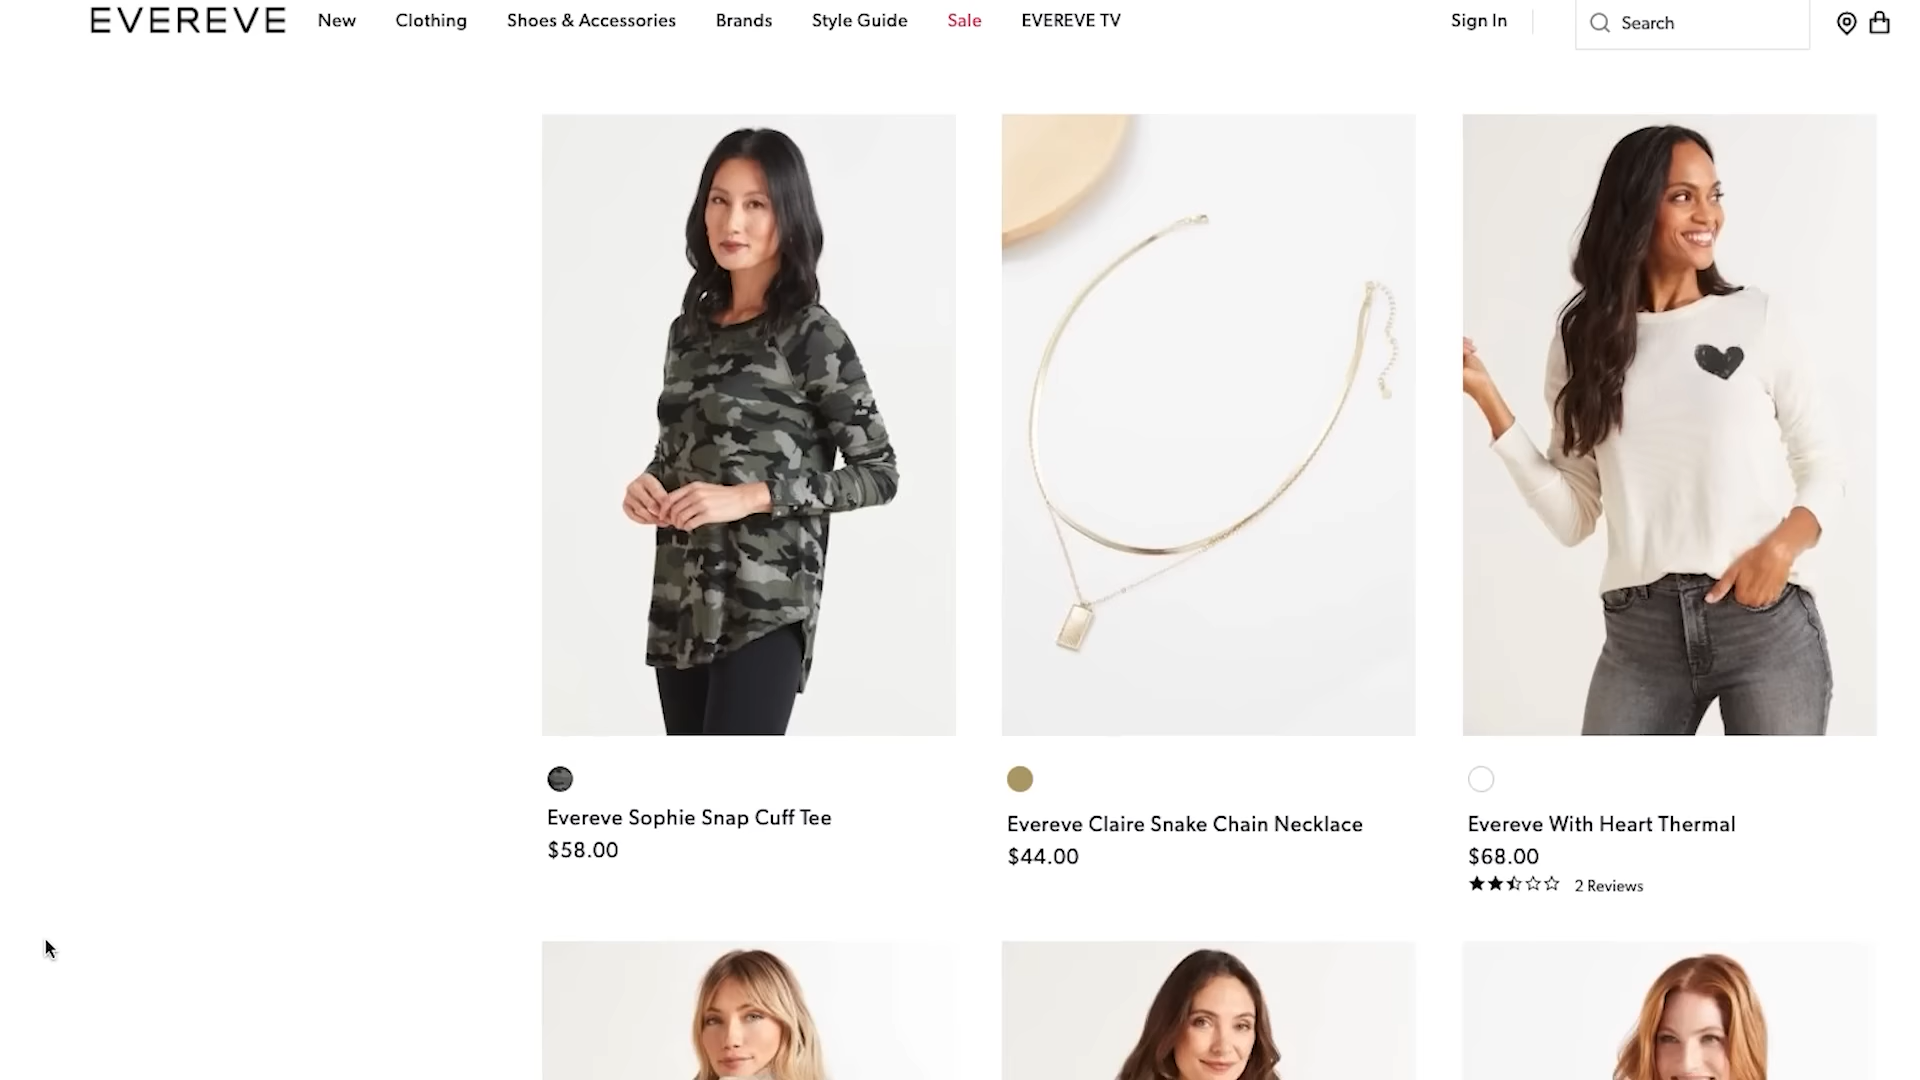 EVEREVE
New
Clothing
Shoes & Accessories
Brands
Style Guide
Sale
EVEREVE TV
Sign In
Search
Evereve Sophie Snap Cuff Tee
$58.00
Evereve Claire Snake Chain Necklace
$44.00
Evereve With Heart Thermal
$68.00
2 Reviews